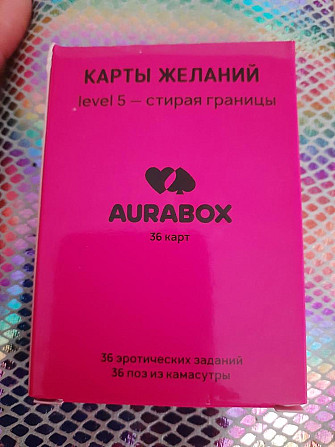 КАРТЫ ЖЕЛАНИЙ
level 5 — стирая границы
AURABOX
36 карт
36 эротических заданий
36 поз из камасутры